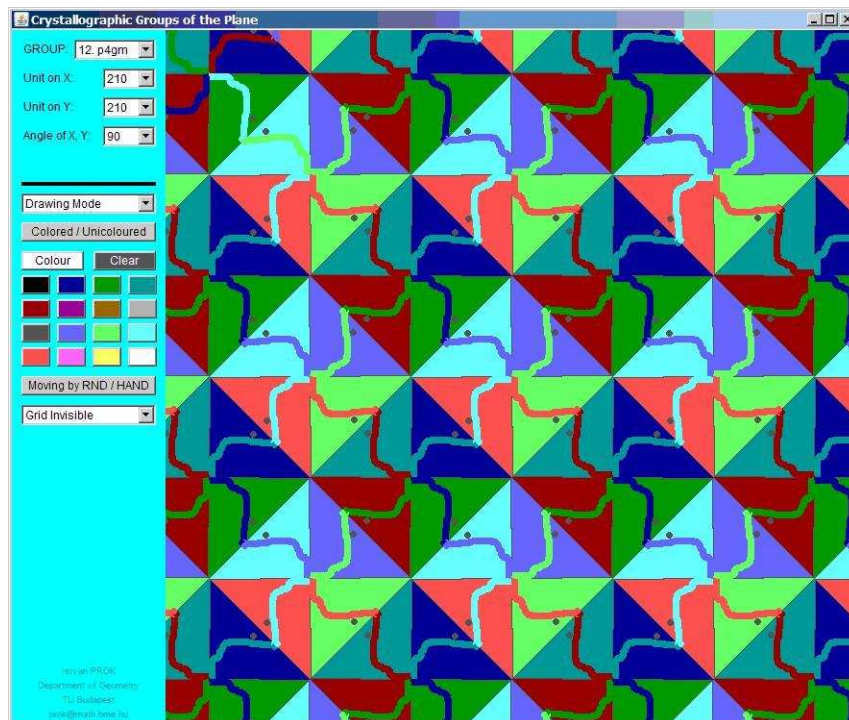 Crystallographic Groups of the Plane
GROUP: 12. p4gm
Unit on X: 210
Unit on Y: 210
Angle of X, Y: 90
Drawing Mode
Colored / Unicoloured
Colour Clear
Moving by RND / HAND
Grid Invisible
Istvan PROK
Department of Geometry
TU Budapest
prok@math.bme.hu